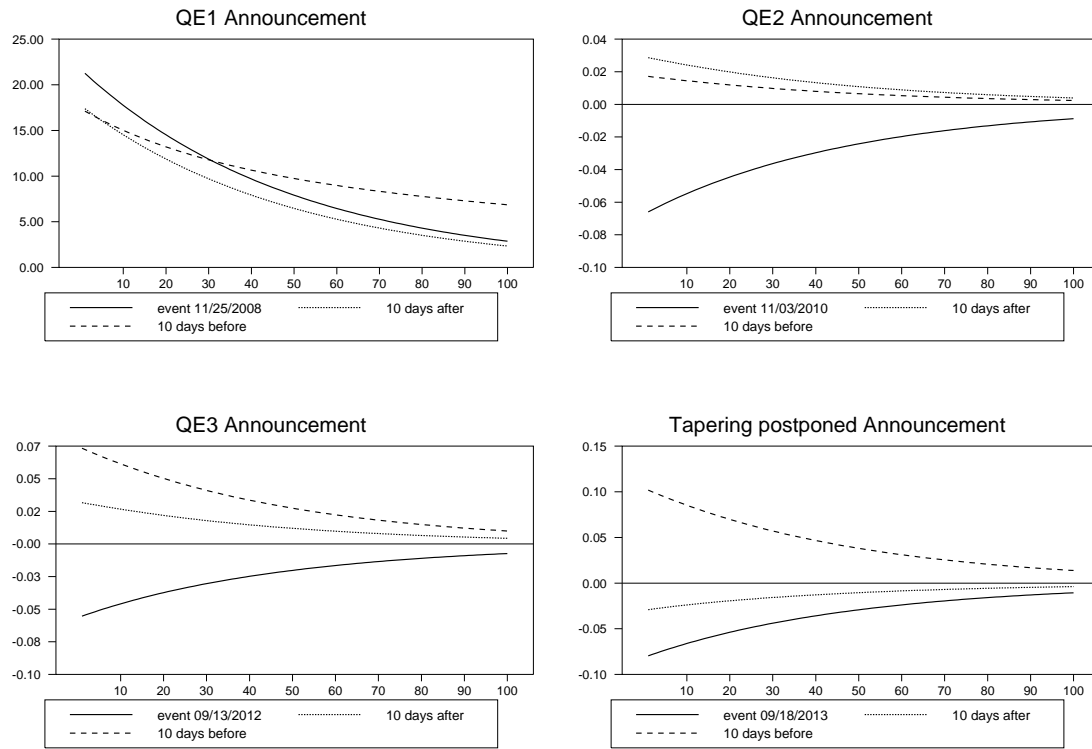 QE1 Announcement
25.00
20.00
15.00
10.00
5.00
0.00
10 20 30 40 50 60 70 80 90 100
event 11/25/2008 10 days after
10 days before
QE2 Announcement
0.04
0.02
0.00
-0.02
-0.04
-0.06
-0.08
-0.10
10 20 30 40 50 60 70 80 90 100
event 11/03/2010 10 days after
10 days before
QE3 Announcement
0.07
0.05
0.02
-0.00
-0.03
-0.05
-0.08
-0.10
10 20 30 40 50 60 70 80 90 100
event 09/13/2012 10 days after
10 days before
Tapering postponed Announcement
0.15
0.10
0.05
0.00
-0.05
-0.10
10 20 30 40 50 60 70 80 90 100
event 09/18/2013 10 days after
10 days before